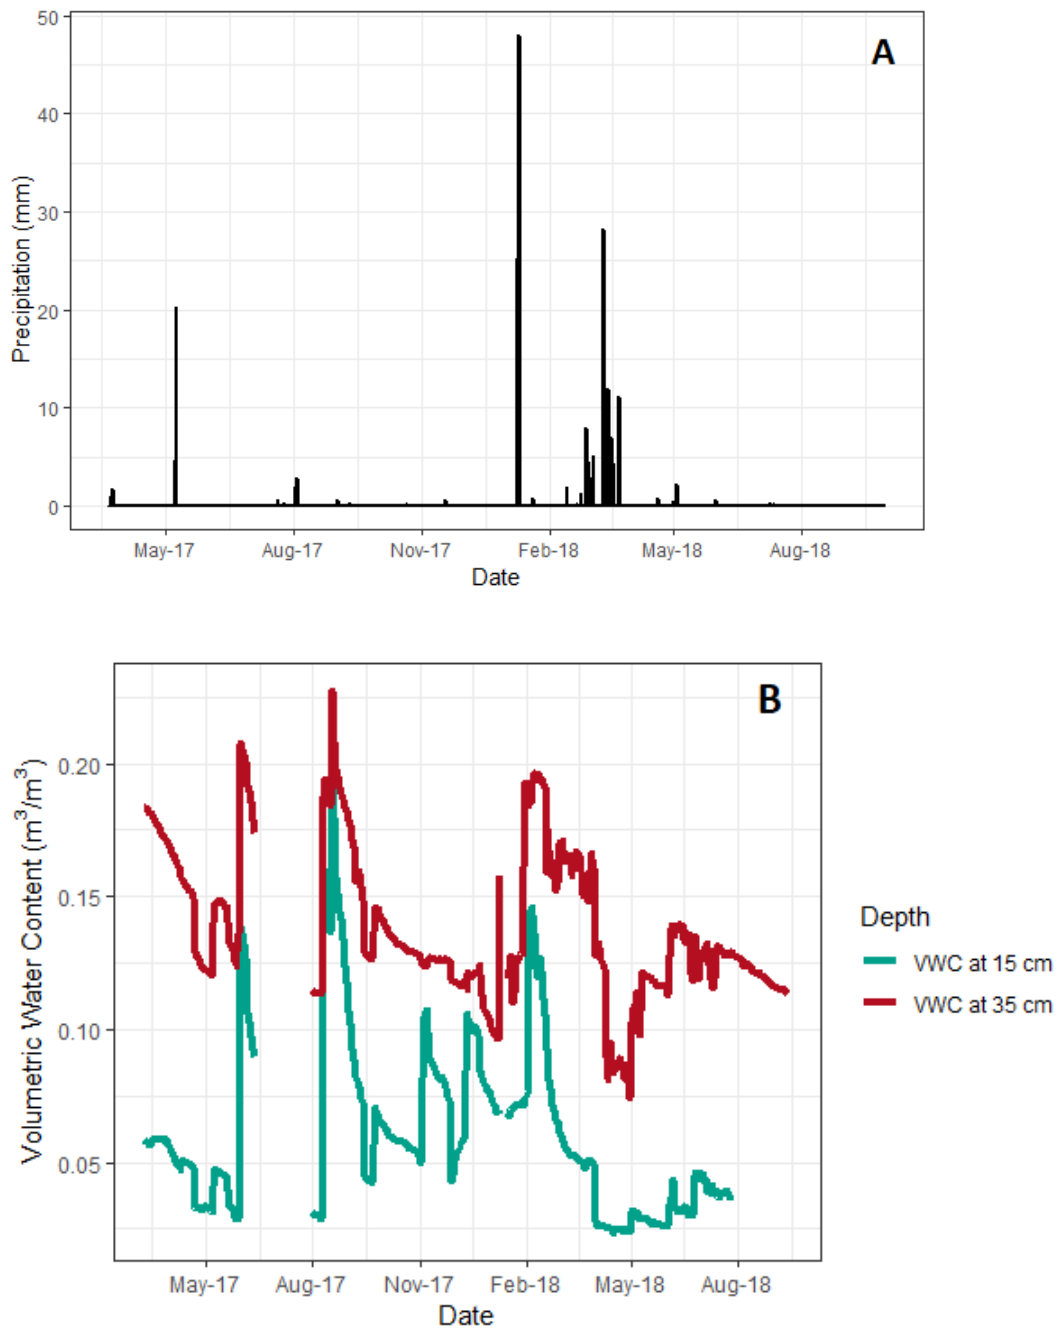 A
50
40
30
20
10
0
Precipitation (mm)
May-17 Aug-17 Nov-17 Feb-18 May-18 Aug-18
Date
B
0.20
0.15
0.10
0.05
Volumetric Water Content (m³/m³)
May-17 Aug-17 Nov-17 Feb-18 May-18 Aug-18
Date
Depth
VWC at 15 cm
VWC at 35 cm